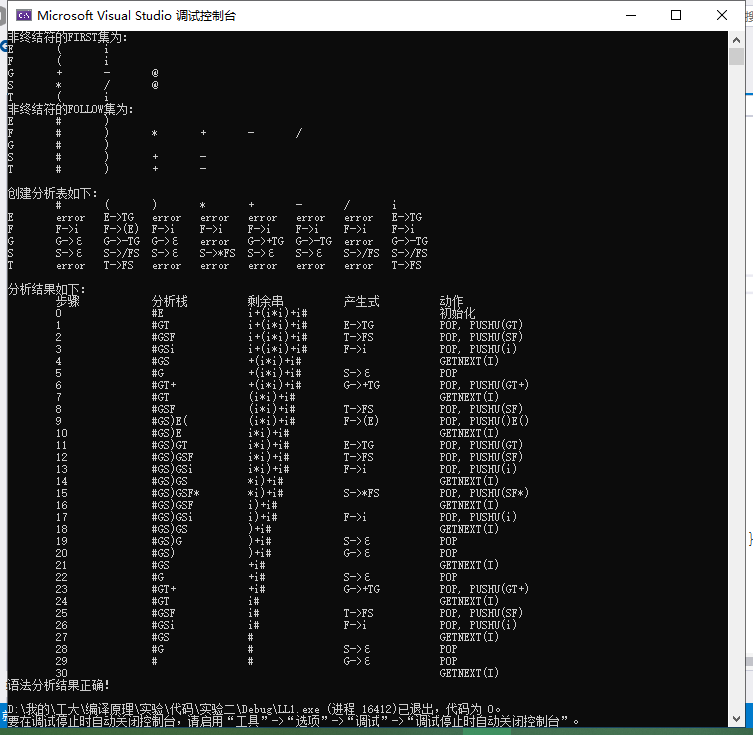 Microsoft Visual Studio 调试控制台
非终结符的FIRST集为:
E ( i
F ( i
G + - @
S * / @
T ( i
非终结符的FOLLOW集为:
E # )
F # ) * + - /
G # )
S # ) + -
T # ) + -
创建分析表如下:
# ( ) * + - / i
E error E->TG error error error error error E->TG
F F->i F->(E) F->i F->i F->i F->i F->i F->i
G G->ε G->-TG G->ε error G->+TG G->-TG error G->-TG
S S->ε S->/FS S->ε S->*FS S->ε S->ε S->/FS S->/FS
T error T->FS error error error error error T->FS
分析结果如下:
步骤 分析栈 剩余串 产生式 动作
0 #E i+(i*i)+i# 初始化
1 #GT i+(i*i)+i# E->TG POP, PUSHU(GT)
2 #GSF i+(i*i)+i# T->FS POP, PUSHU(SF)
3 #GSi i+(i*i)+i# F->i POP, PUSHU(i)
4 #GS +(i*i)+i# GETNEXT(I)
5 #G +(i*i)+i# S->ε POP
6 #GT+ +(i*i)+i# G->+TG POP, PUSHU(GT+)
7 #GT (i*i)+i# GETNEXT(I)
8 #GSF (i*i)+i# T->FS POP, PUSHU(SF)
9 #GS)E( (i*i)+i# F->(E) POP, PUSHU()E()
10 #GS)E i*i)+i# GETNEXT(I)
11 #GS)GT i*i)+i# E->TG POP, PUSHU(GT)
12 #GS)GSF i*i)+i# T->FS POP, PUSHU(SF)
13 #GS)GSi i*i)+i# F->i POP, PUSHU(i)
14 #GS)GS *i)+i# GETNEXT(I)
15 #GS)GSF* *i)+i# S->*FS POP, PUSHU(SF*)
16 #GS)GSF i)+i# GETNEXT(I)
17 #GS)GSi i)+i# F->i POP, PUSHU(i)
18 #GS)GS )+i# GETNEXT(I)
19 #GS)G )+i# S->ε POP
20 #GS) )+i# G->ε POP
21 #GS +i# GETNEXT(I)
22 #G +i# S->ε POP
23 #GT+ +i# G->+TG POP, PUSHU(GT+)
24 #GT i# GETNEXT(I)
25 #GSF i# T->FS POP, PUSHU(SF)
26 #GSi i# F->i POP, PUSHU(i)
27 #GS # GETNEXT(I)
28 #G # S->ε POP
29 # # G->ε POP
30 GETNEXT(I)
语法分析结果正确!
D:\我的\工大\编译原理\实验\代码\实验二\Debug\LL1.exe (进程 16412)已退出，代码为 0。
要在调试停止时自动关闭控制台，请启用“工具”->“选项”->“调试”->“调试停止时自动关闭控制台”。